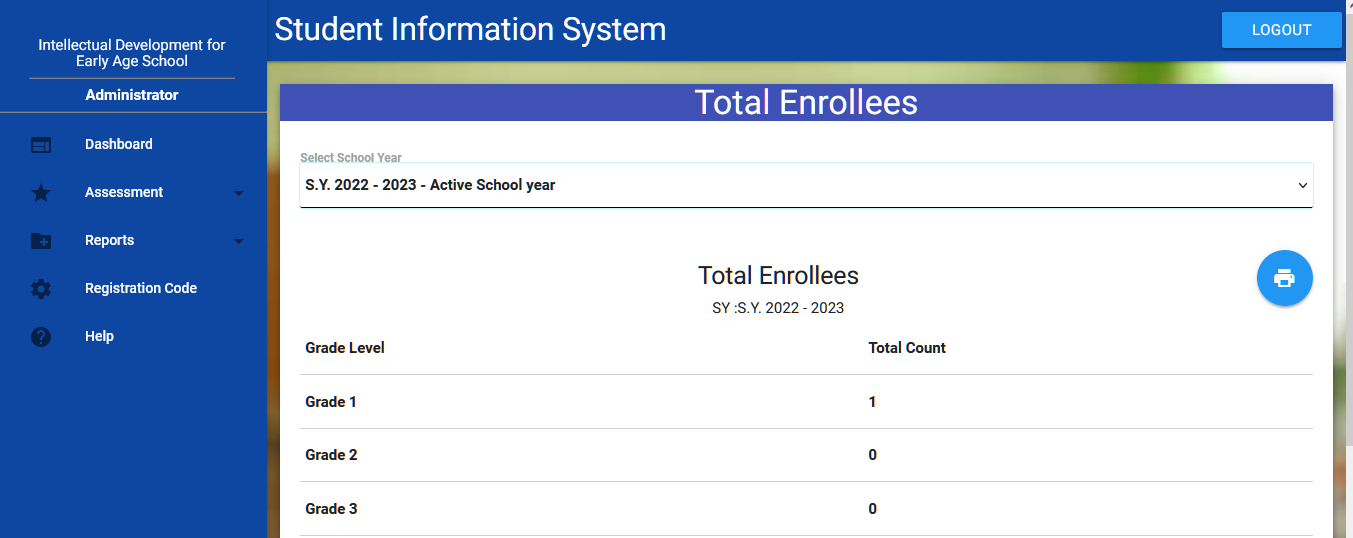 Intellectual Development for
Early Age School
Administrator
Dashboard
Assessment
Reports
Registration Code
Help
Student Information System
LOGOUT
Total Enrollees
Select School Year
S.Y. 2022 - 2023 - Active School year
Total Enrollees
SY :S.Y. 2022 - 2023
Grade Level Total Count
Grade 1 1
Grade 2 0
Grade 3 0